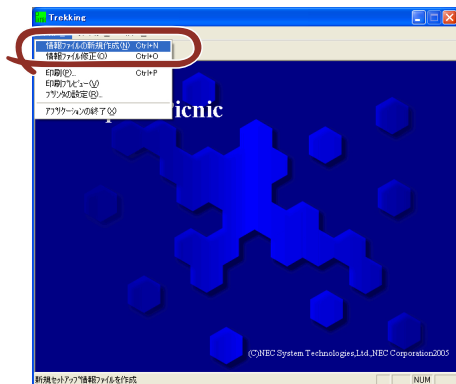 Trekking
情報ファイルの新規作成(N) Ctrl+N
情報ファイル修正(O) Ctrl+O
印刷(P)... Ctrl+P
印刷プレビュー(V)
プリンタの設定(R)...
アプリケーションの終了(X)
icnic
(C)NEC System Technologies,Ltd.,NEC Corporation2005
新規セットアップ情報ファイルを作成
NUM